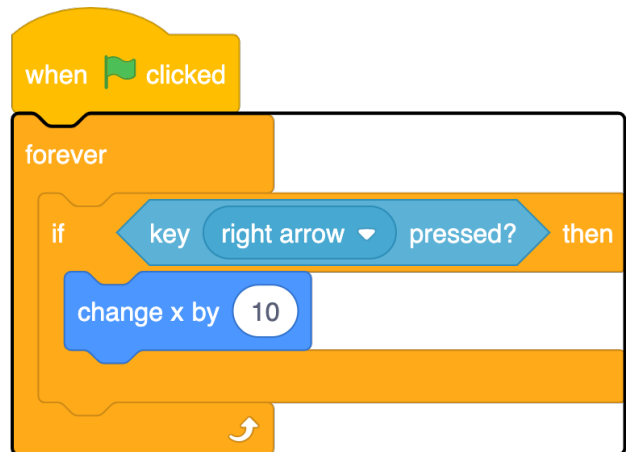 when clicked
forever
if key right arrow pressed? then
change x by 10